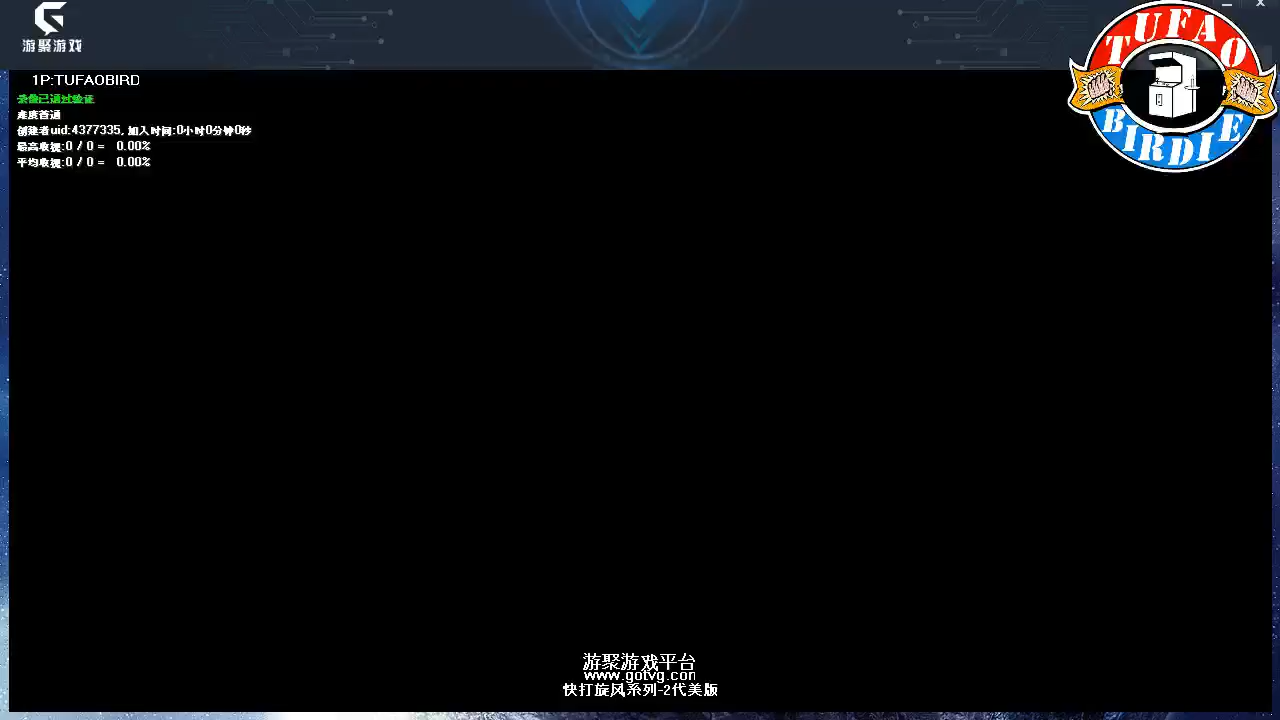 游聚游戏
TUFAO
BIRDIE
1P:TUFAOBIRD
录像已通过验证
难度普通
创建者uid:4377335, 加入时间:0小时0分钟0秒
最高收视:0 / 0 = 0.00%
平均收视:0 / 0 = 0.00%
游聚游戏平台
www.gotvg.com
快打旋风系列-2代美版